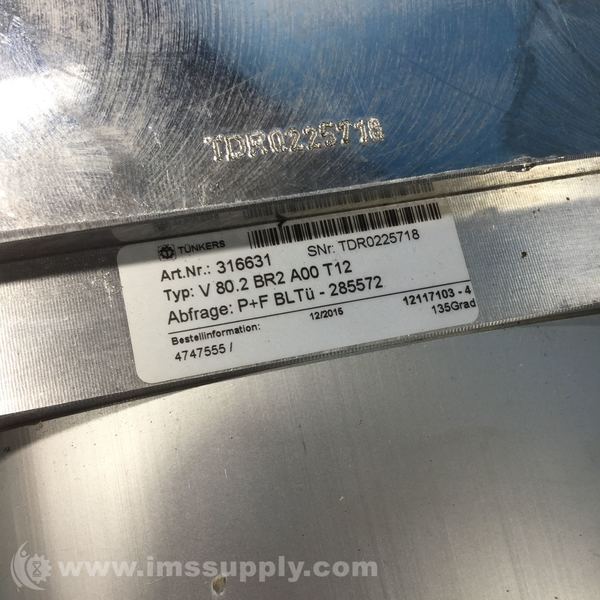 TDR0225718
TÜNKERS
SNr: TDR0225718
Art.Nr.: 316631
Typ: V 80.2 BR2 A00 T12
Abfrage: P+F BLTü - 285572
Bestellinformation:
12/2015
12117103 - 4
4747555 /
135Grad
www.imssupply.com